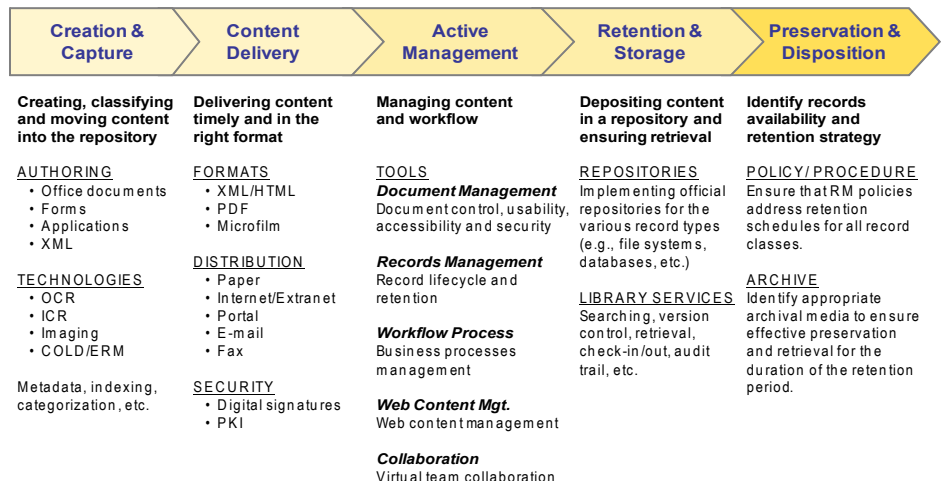 Creation &
Capture
Content
Delivery
Active
Management
Retention &
Storage
Preservation &
Disposition
Creating, classifying
and moving content
into the repository
AUTHORING
• Office documents
• Forms
• Applications
• XML
TECHNOLOGIES
• OCR
• ICR
• Imaging
• COLD/ERM
Metadata, indexing,
categorization, etc.
Delivering content
timely and in the
right format
FORMATS
• XML/HTML
• PDF
• Microfilm
DISTRIBUTION
• Paper
• Internet/Extranet
• Portal
• E-mail
• Fax
SECURITY
• Digital signatures
• PKI
Managing content
and workflow
TOOLS
Document Management
Document control, usability,
accessibility and security
Records Management
Record lifecycle and
retention
Workflow Process
Business processes
management
Web Content Mgt.
Web content management
Collaboration
Virtual team collaboration
Depositing content
in a repository and
ensuring retrieval
REPOSITORIES
Implementing official
repositories for the
various record types
(e.g., file systems,
databases, etc.)
LIBRARY SERVICES
Searching, version
control, retrieval,
check-in/out, audit
trail, etc.
Identify records
availability and
retention strategy
POLICY/ PROCEDURE
Ensure that RM policies
address retention
schedules for all record
classes.
ARCHIVE
Identify appropriate
archival media to ensure
effective preservation
and retrieval for the
duration of the retention
period.